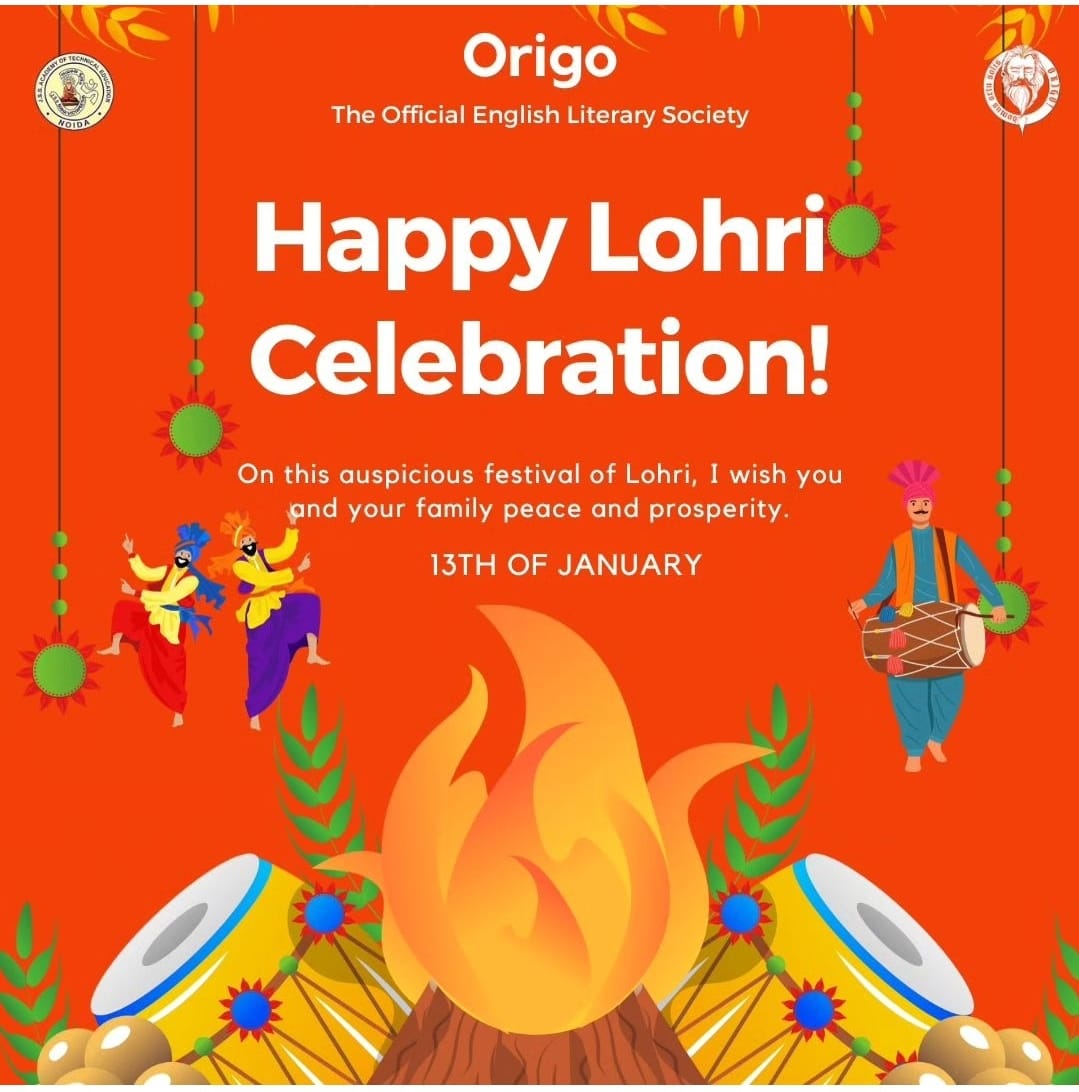 Origo
The Official English Literary Society
J.S.S. ACADEMY OF TECHNICAL EDUCATION
NOIDA
ORIGO
Happy Lohri
Celebration!
On this auspicious festival of Lohri, I wish you
and your family peace and prosperity.
13TH OF JANUARY